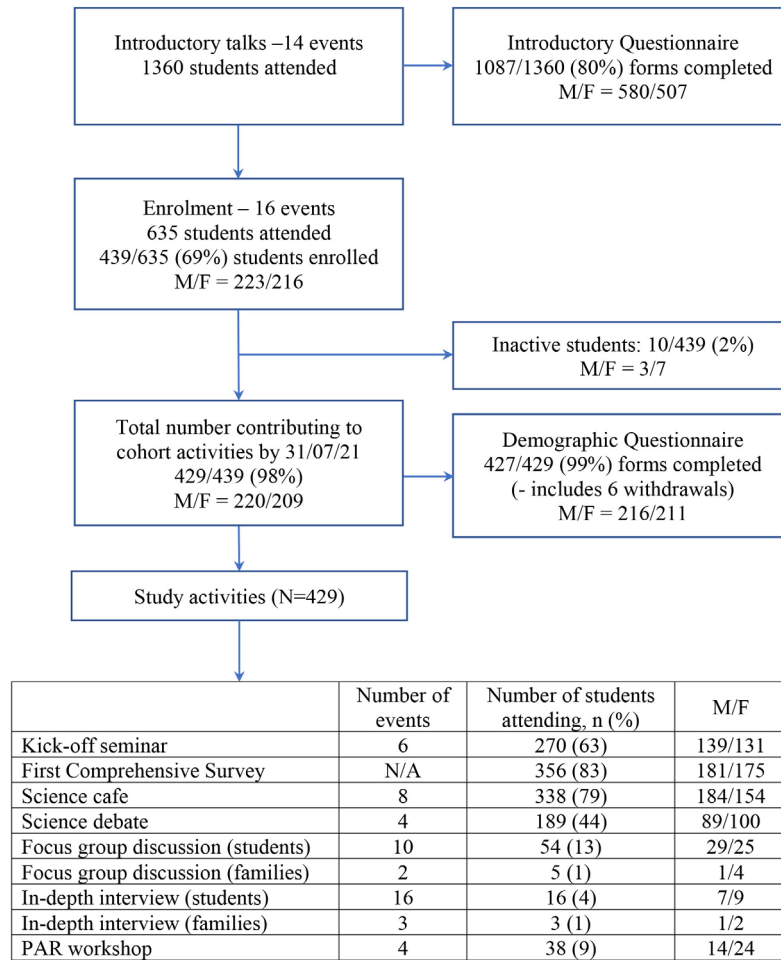 Introductory talks –14 events
1360 students attended
Introductory Questionnaire
1087/1360 (80%) forms completed
M/F = 580/507
Enrolment – 16 events
635 students attended
439/635 (69%) students enrolled
M/F = 223/216
Inactive students: 10/439 (2%)
M/F = 3/7
Total number contributing to
cohort activities by 31/07/21
429/439 (98%)
M/F = 220/209
Demographic Questionnaire
427/429 (99%) forms completed
(- includes 6 withdrawals)
M/F = 216/211
Study activities (N=429)
Number of events Number of students attending, n (%) M/F
Kick-off seminar 6 270 (63) 139/131
First Comprehensive Survey N/A 356 (83) 181/175
Science cafe 8 338 (79) 184/154
Science debate 4 189 (44) 89/100
Focus group discussion (students) 10 54 (13) 29/25
Focus group discussion (families) 2 5 (1) 1/4
In-depth interview (students) 16 16 (4) 7/9
In-depth interview (families) 3 3 (1) 1/2
PAR workshop 4 38 (9) 14/24